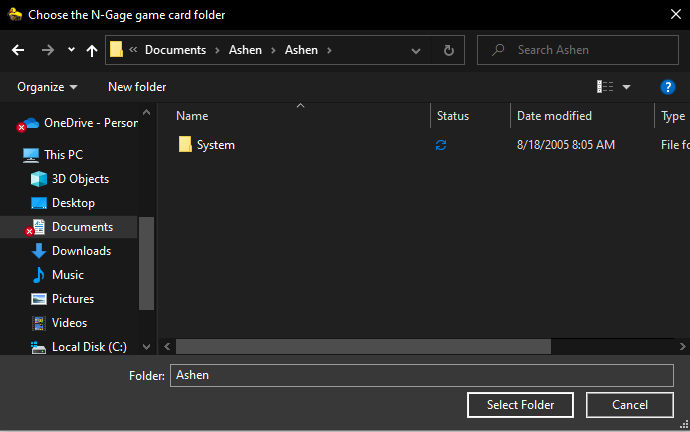 Choose the N-Gage game card folder
« Documents > Ashen > Ashen >
Search Ashen
Organize
New folder
?
Name
Status
Date modified
Type
OneDrive - Person
This PC
3D Objects
Desktop
Documents
Downloads
Music
Pictures
Videos
Local Disk (C:)
System
8/18/2005 8:05 AM
File fo
Folder:
Ashen
Select Folder
Cancel